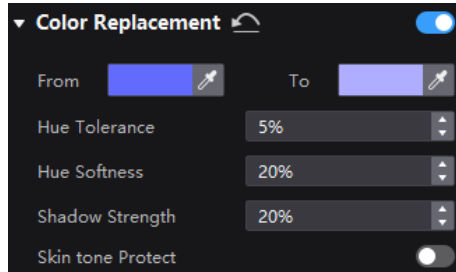 Color Replacement
From To
Hue Tolerance 5%
Hue Softness 20%
Shadow Strength 20%
Skin tone Protect